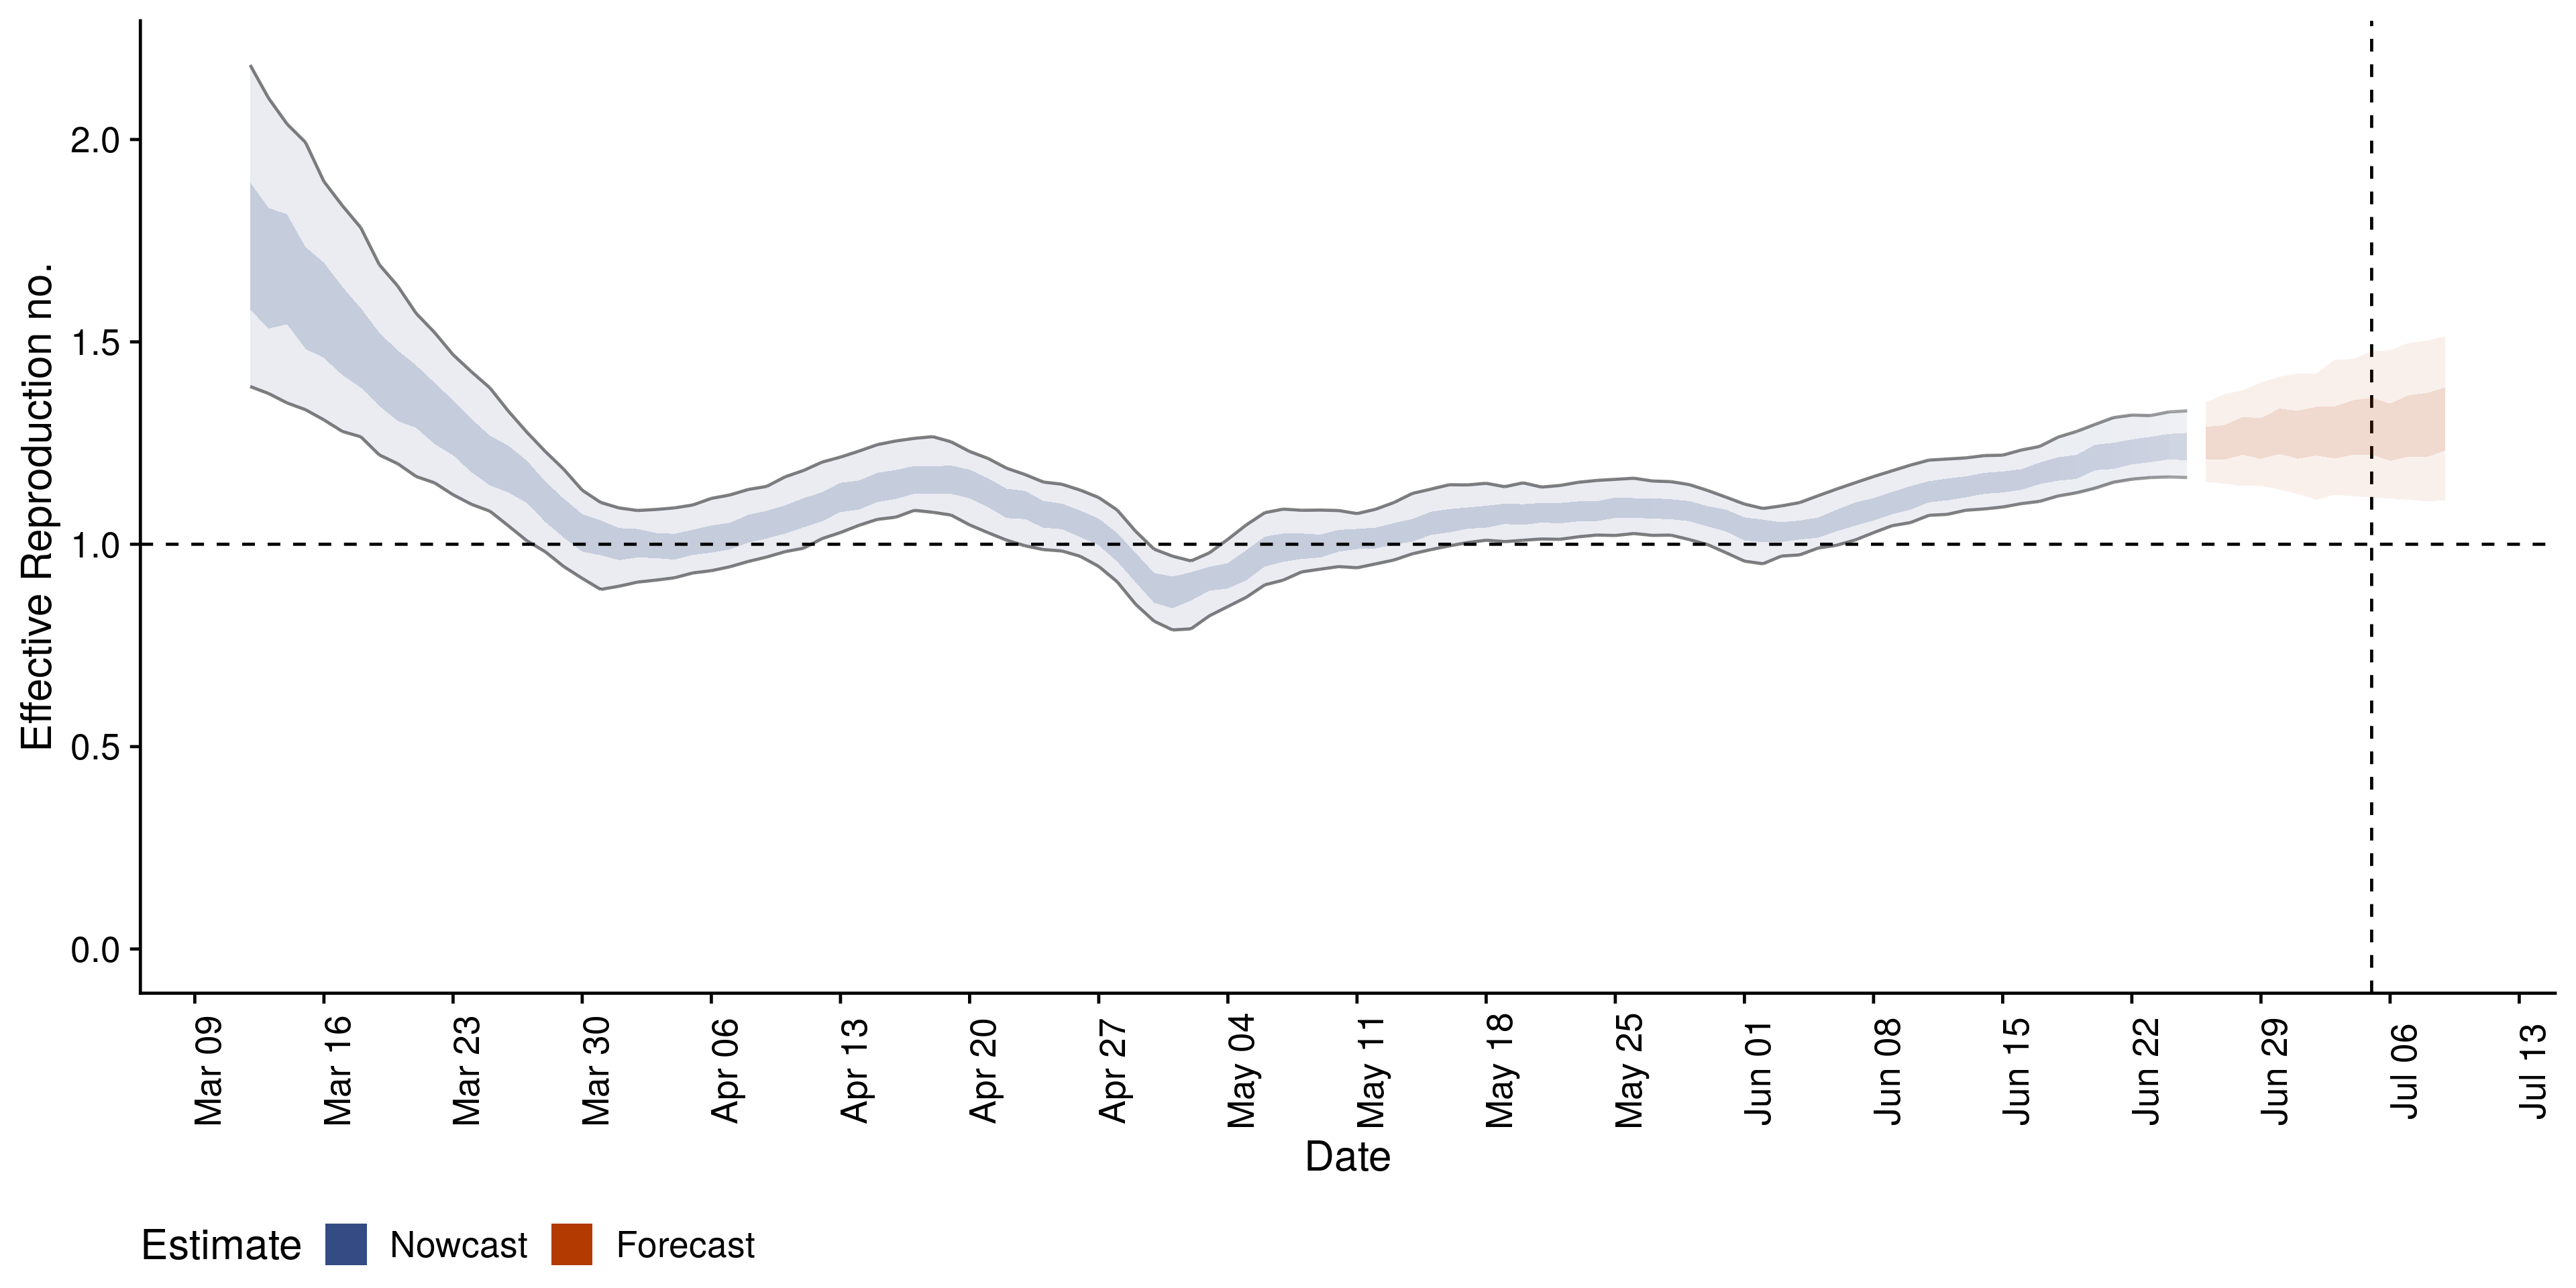 Effective Reproduction no.
2.0
1.5
1.0
0.5
0.0
Mar 09
Mar 16
Mar 23
Mar 30
Apr 06
Apr 13
Apr 20
Apr 27
May 04
May 11
May 18
May 25
Jun 01
Jun 08
Jun 15
Jun 22
Jun 29
Jul 06
Jul 13
Date
Estimate Nowcast Forecast